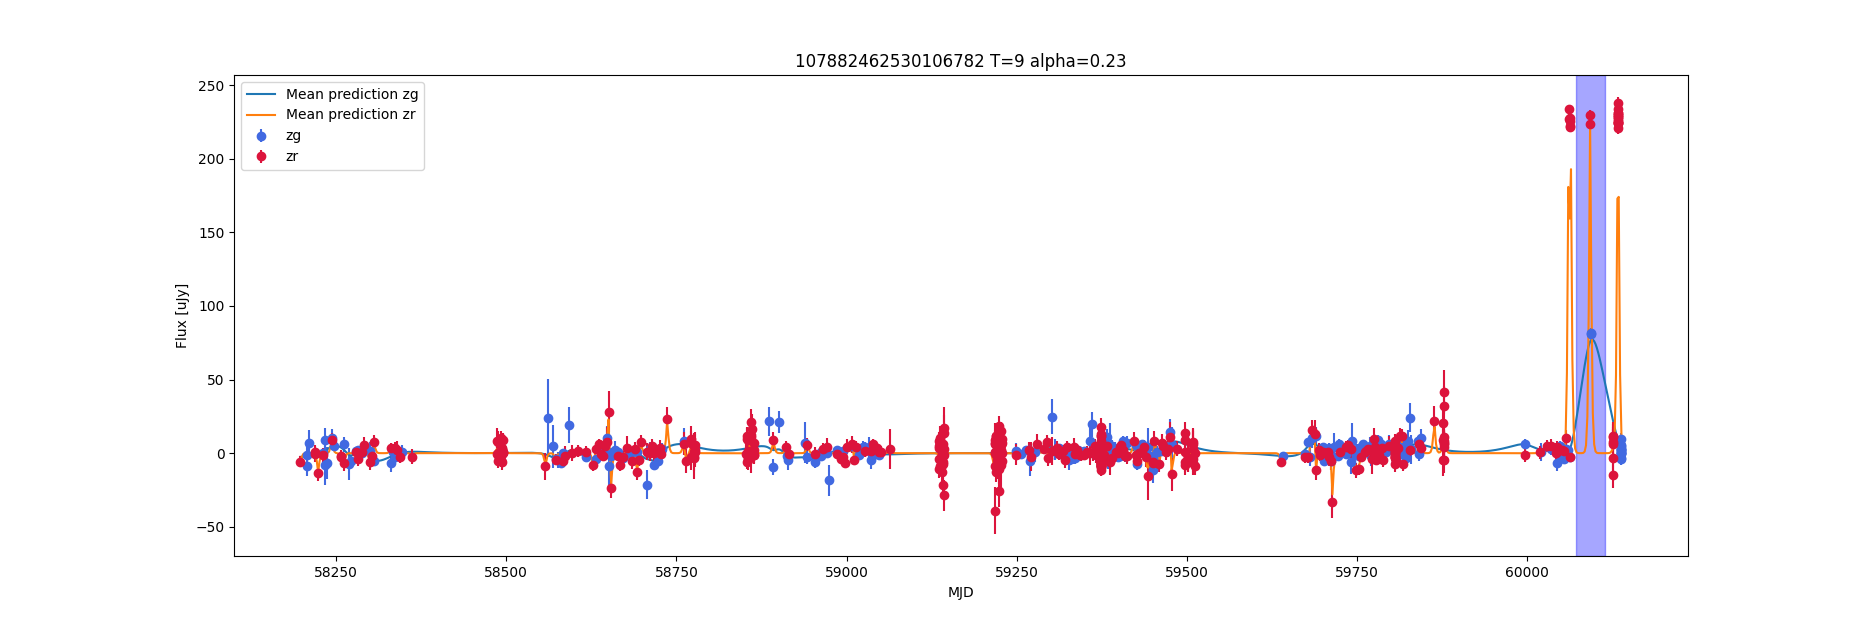 107882462530106782 T=9 alpha=0.23
Mean prediction zg
Mean prediction zr
zg
zr
Flux [uJy]
250
200
150
100
50
0
−50
58250
58500
58750
59000
59250
59500
59750
60000
MJD